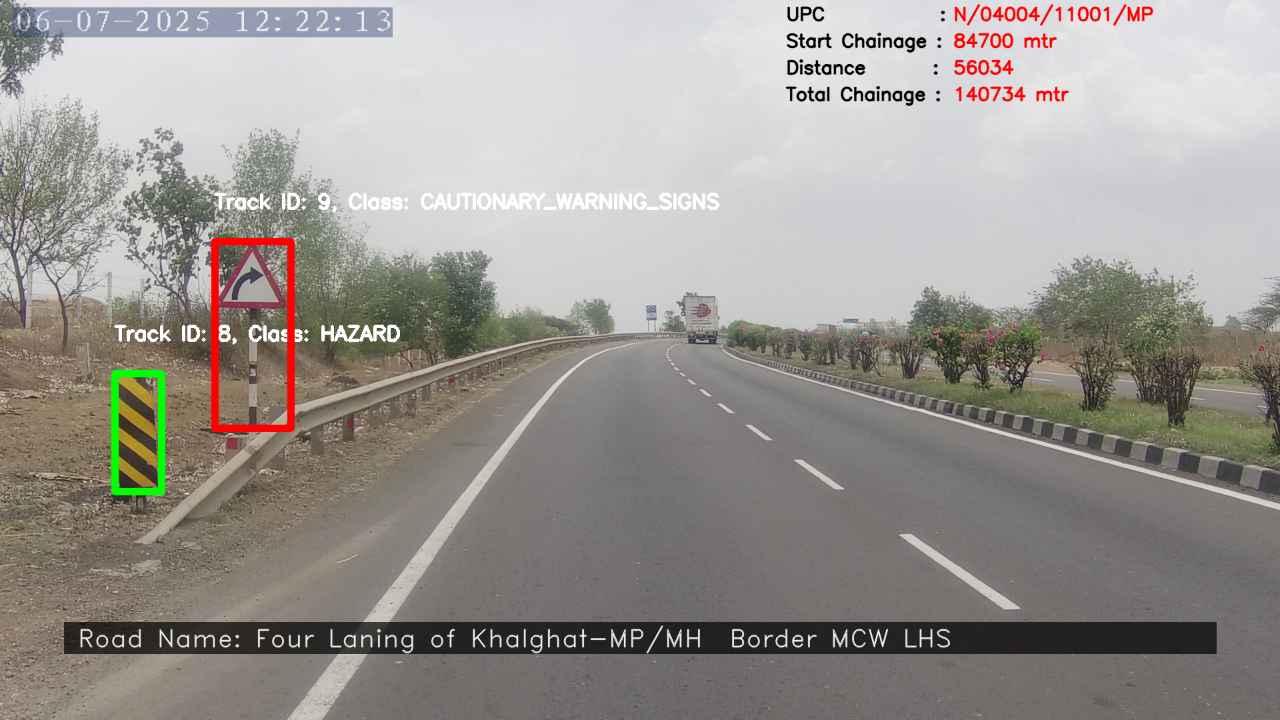 06-07-2025 12:22:13
UPC : N/04004/11001/MP
Start Chainage : 84700 mtr
Distance : 56034
Total Chainage : 140734 mtr
Track ID: 9, Class: CAUTIONARY_WARNING_SIGNS
Track ID: 8, Class: HAZARD
Road Name: Four Laning of Khalghat-MP/MH Border MCW LHS